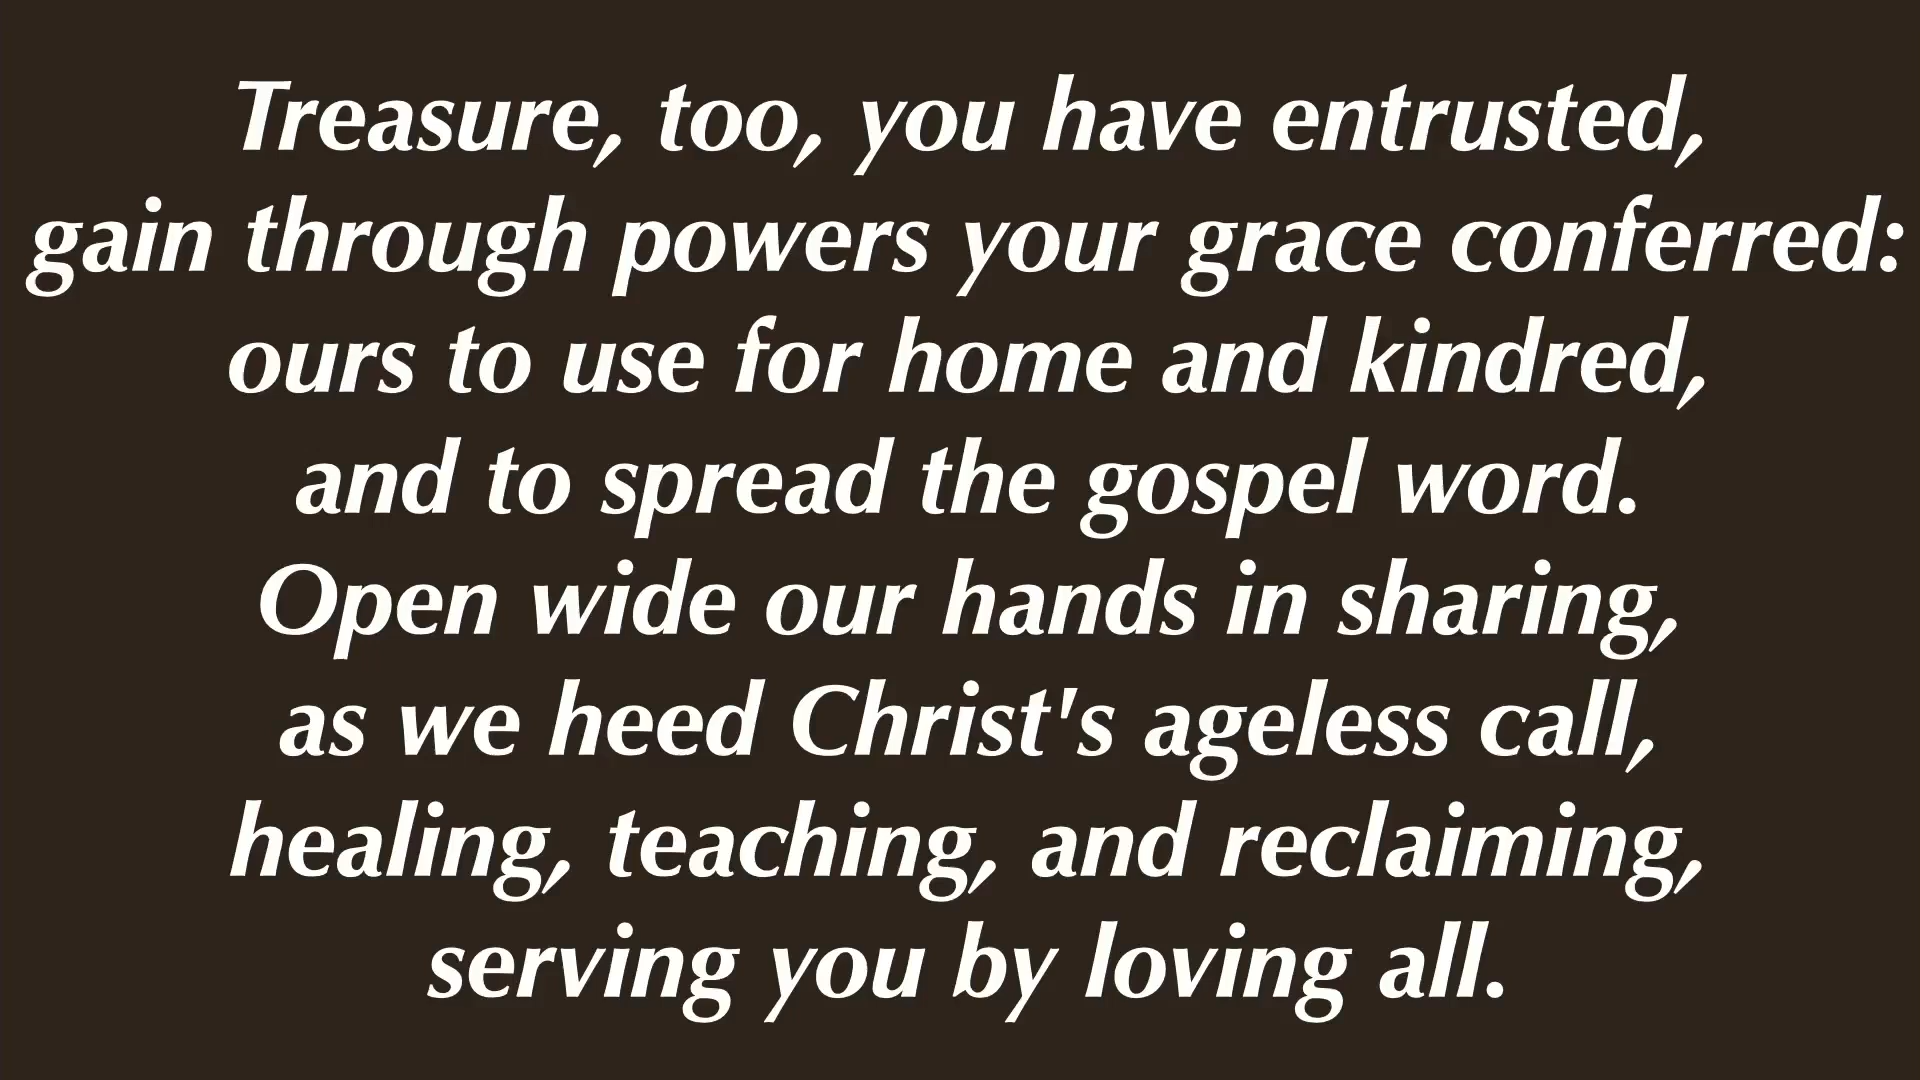 Treasure, too, you have entrusted,
gain through powers your grace conferred:
ours to use for home and kindred,
and to spread the gospel word.
Open wide our hands in sharing,
as we heed Christ's ageless call,
healing, teaching, and reclaiming,
serving you by loving all.